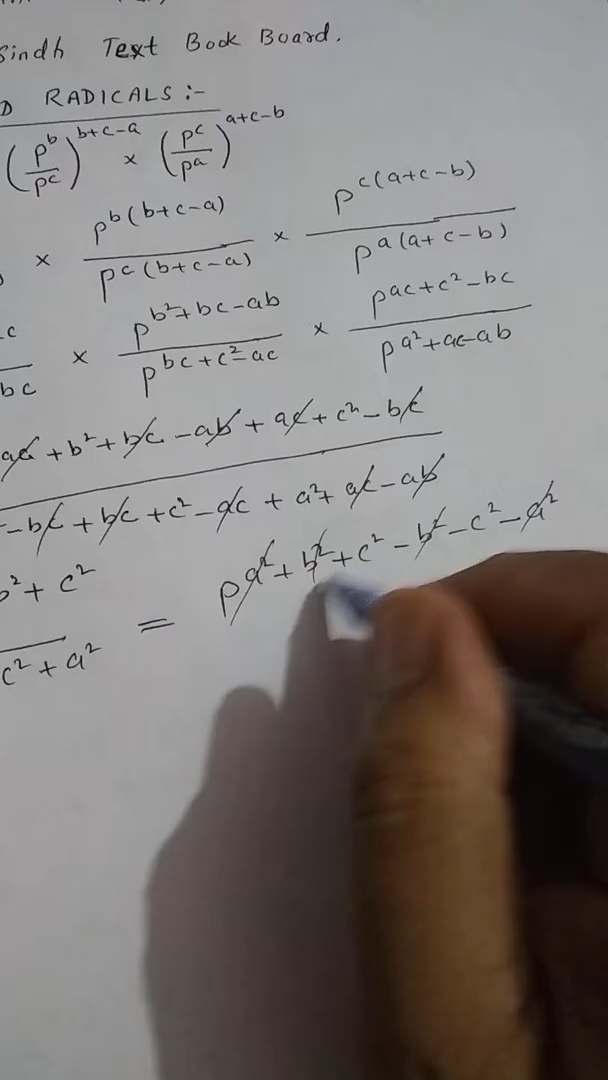 Sindh Text Book Board.
D RADICALS :-
(p^b/p^c)^(b+c-a) × (p^c/p^a)^(a+c-b)
× p^b(b+c-a) / p^c(b+c-a) × p^c(a+c-b) / p^a(a+c-b)
c / bc × p^(b²+bc-ab) / p^(bc+c²-ac) × p^(ac+c²-bc) / p^(a²+ac-ab)
ac + b² + bc - ab + ac + c² - bc
- bc + bc + c² - ac + a² + ac - ab
b² + c² / c² + a² = p^(a² + b² + c² - b² - c² - a²)